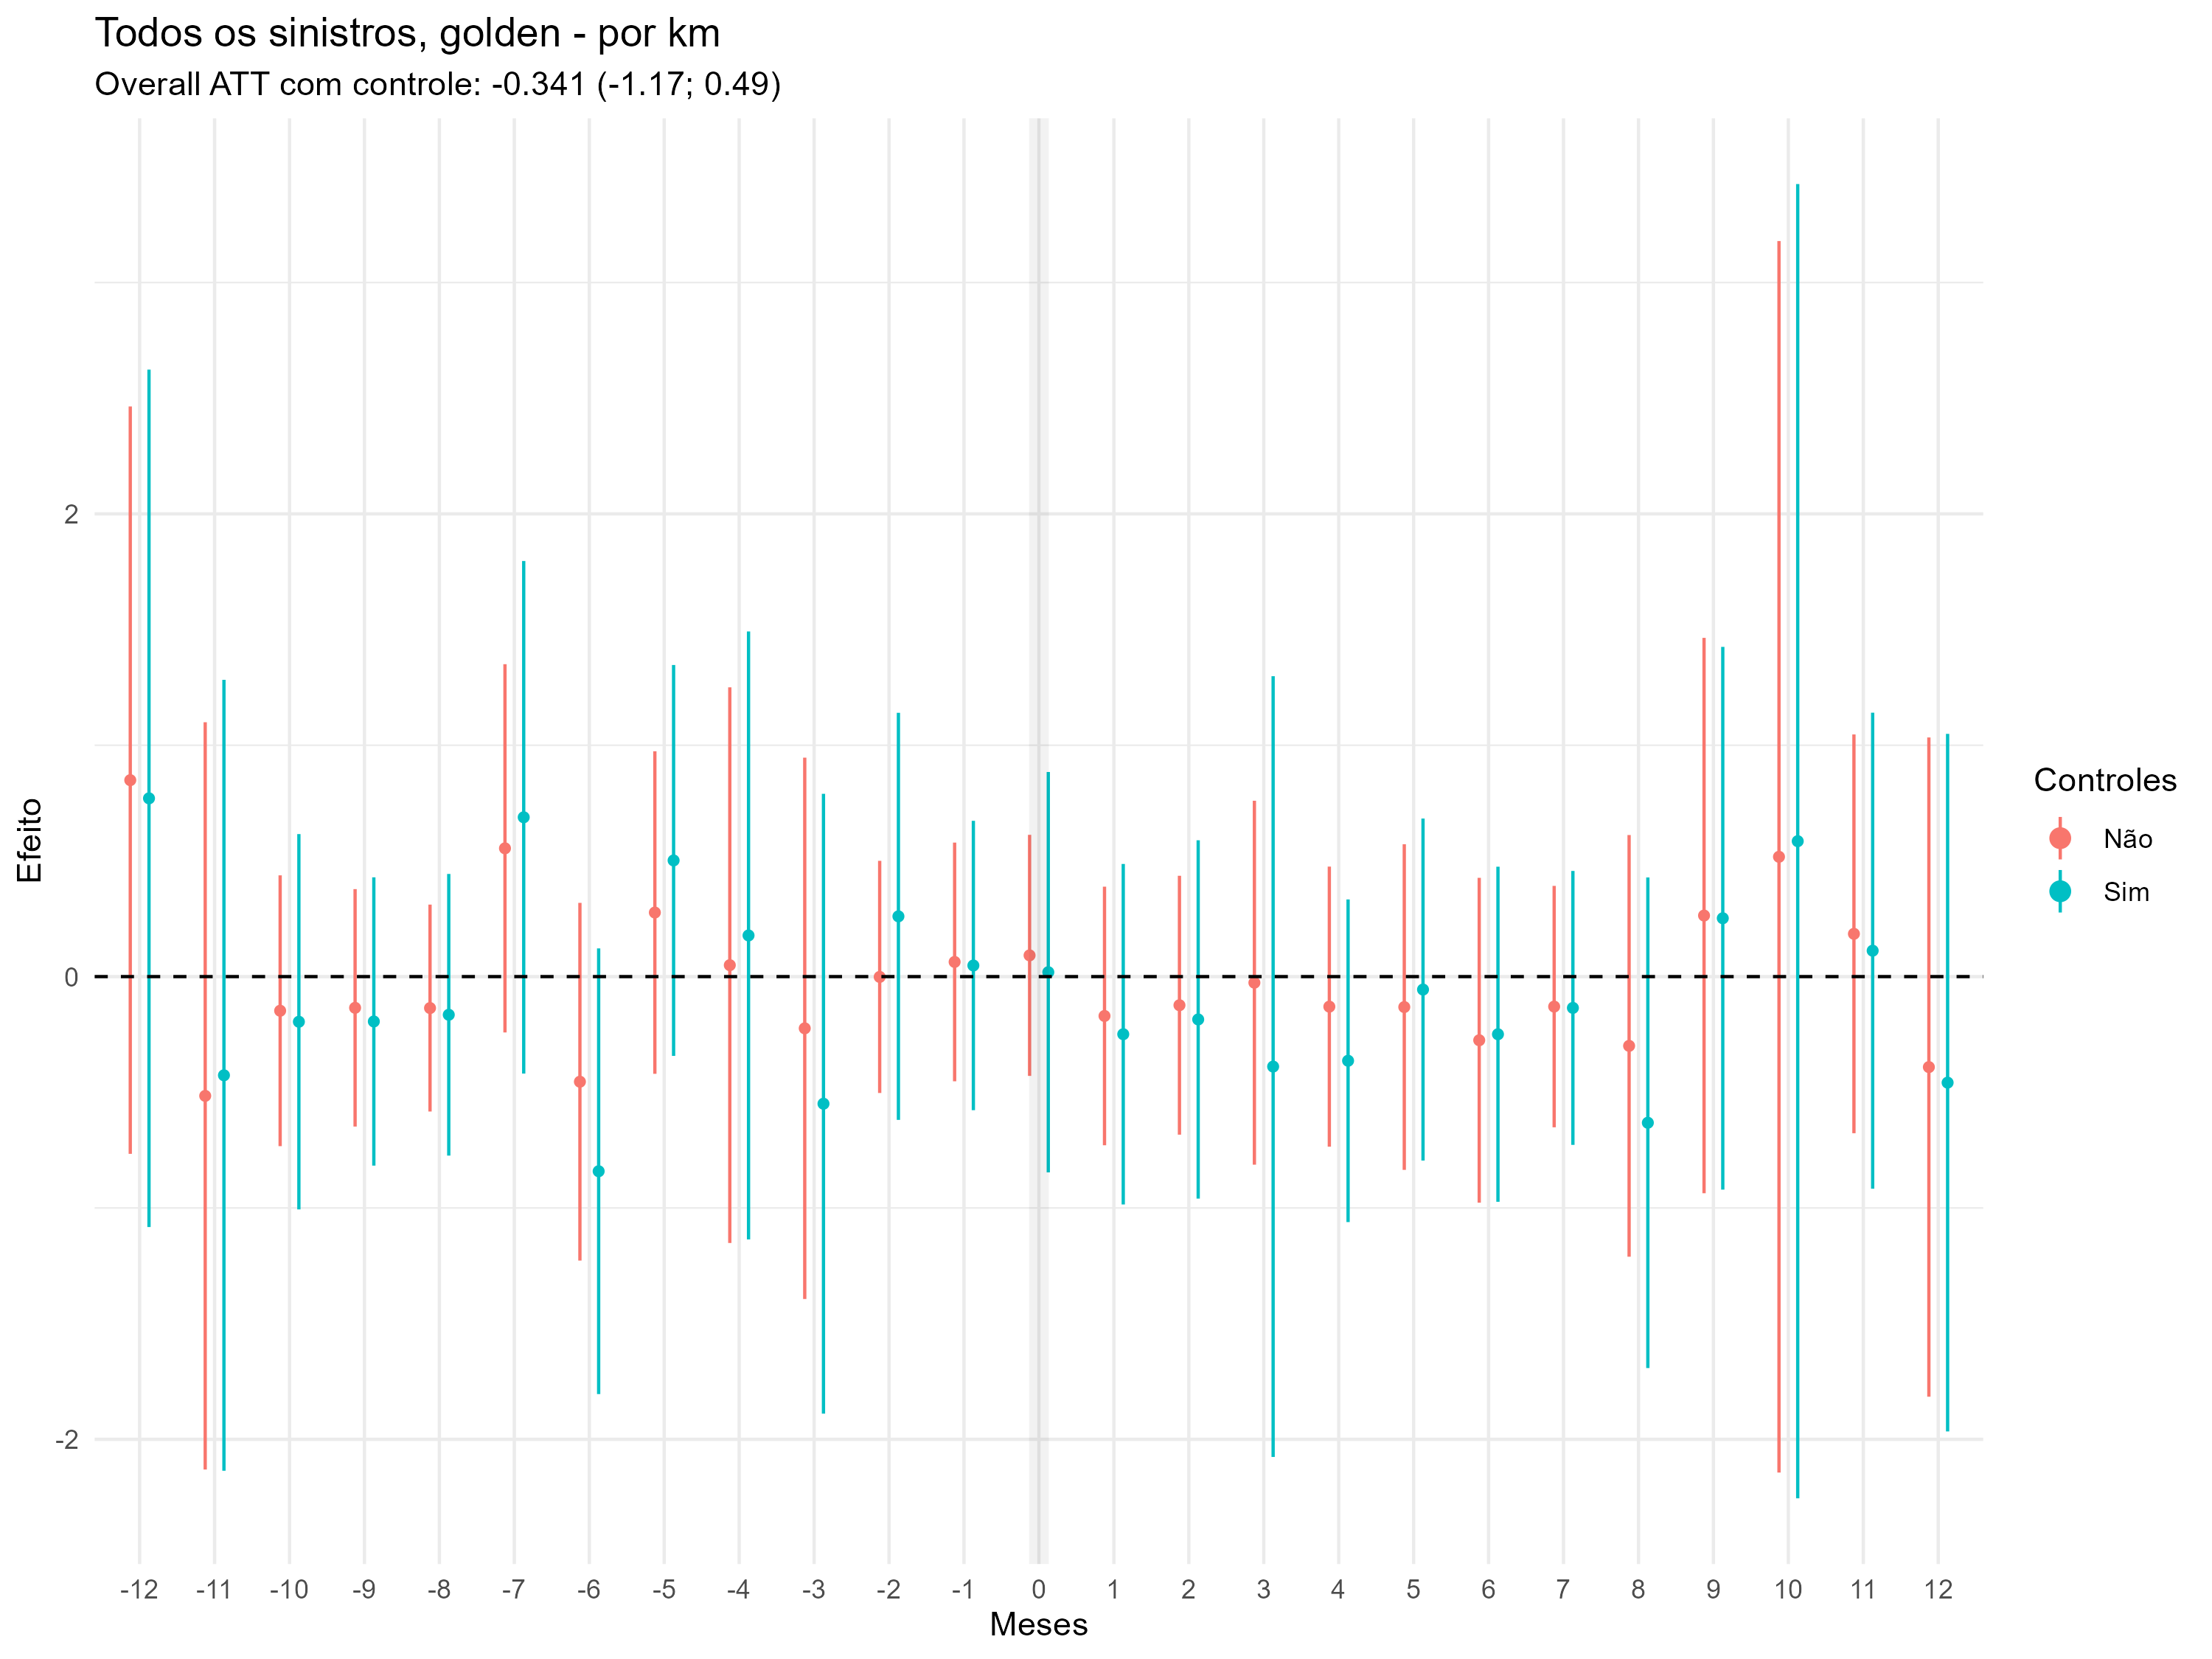 Todos os sinistros, golden - por km
Overall ATT com controle: -0.341 (-1.17; 0.49)
Efeito
2
0
-2
-12 -11 -10 -9 -8 -7 -6 -5 -4 -3 -2 -1 0 1 2 3 4 5 6 7 8 9 10 11 12
Meses
Controles
Não
Sim